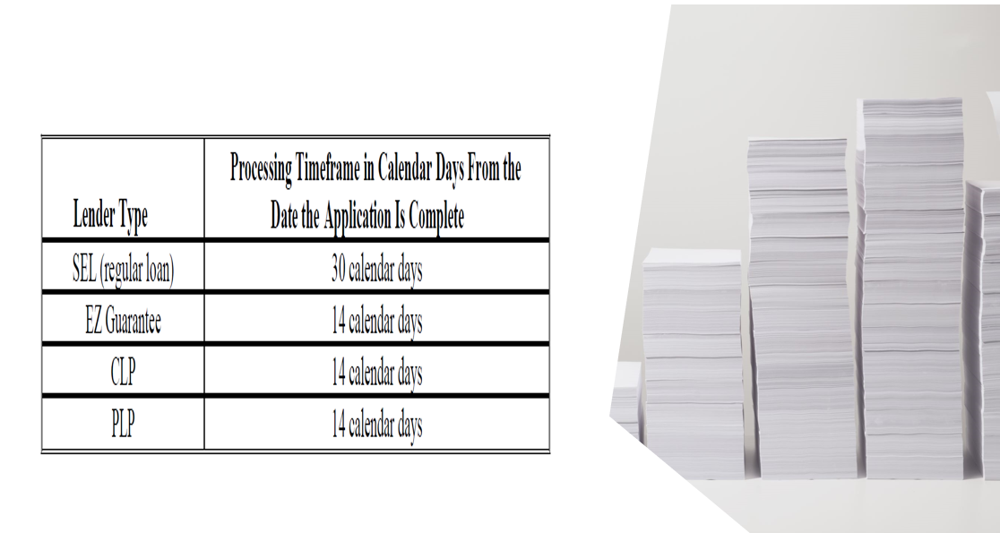 Lender Type
Processing Timeframe in Calendar Days From the
Date the Application Is Complete
SEL (regular loan)
30 calendar days
EZ Guarantee
14 calendar days
CLP
14 calendar days
PLP
14 calendar days